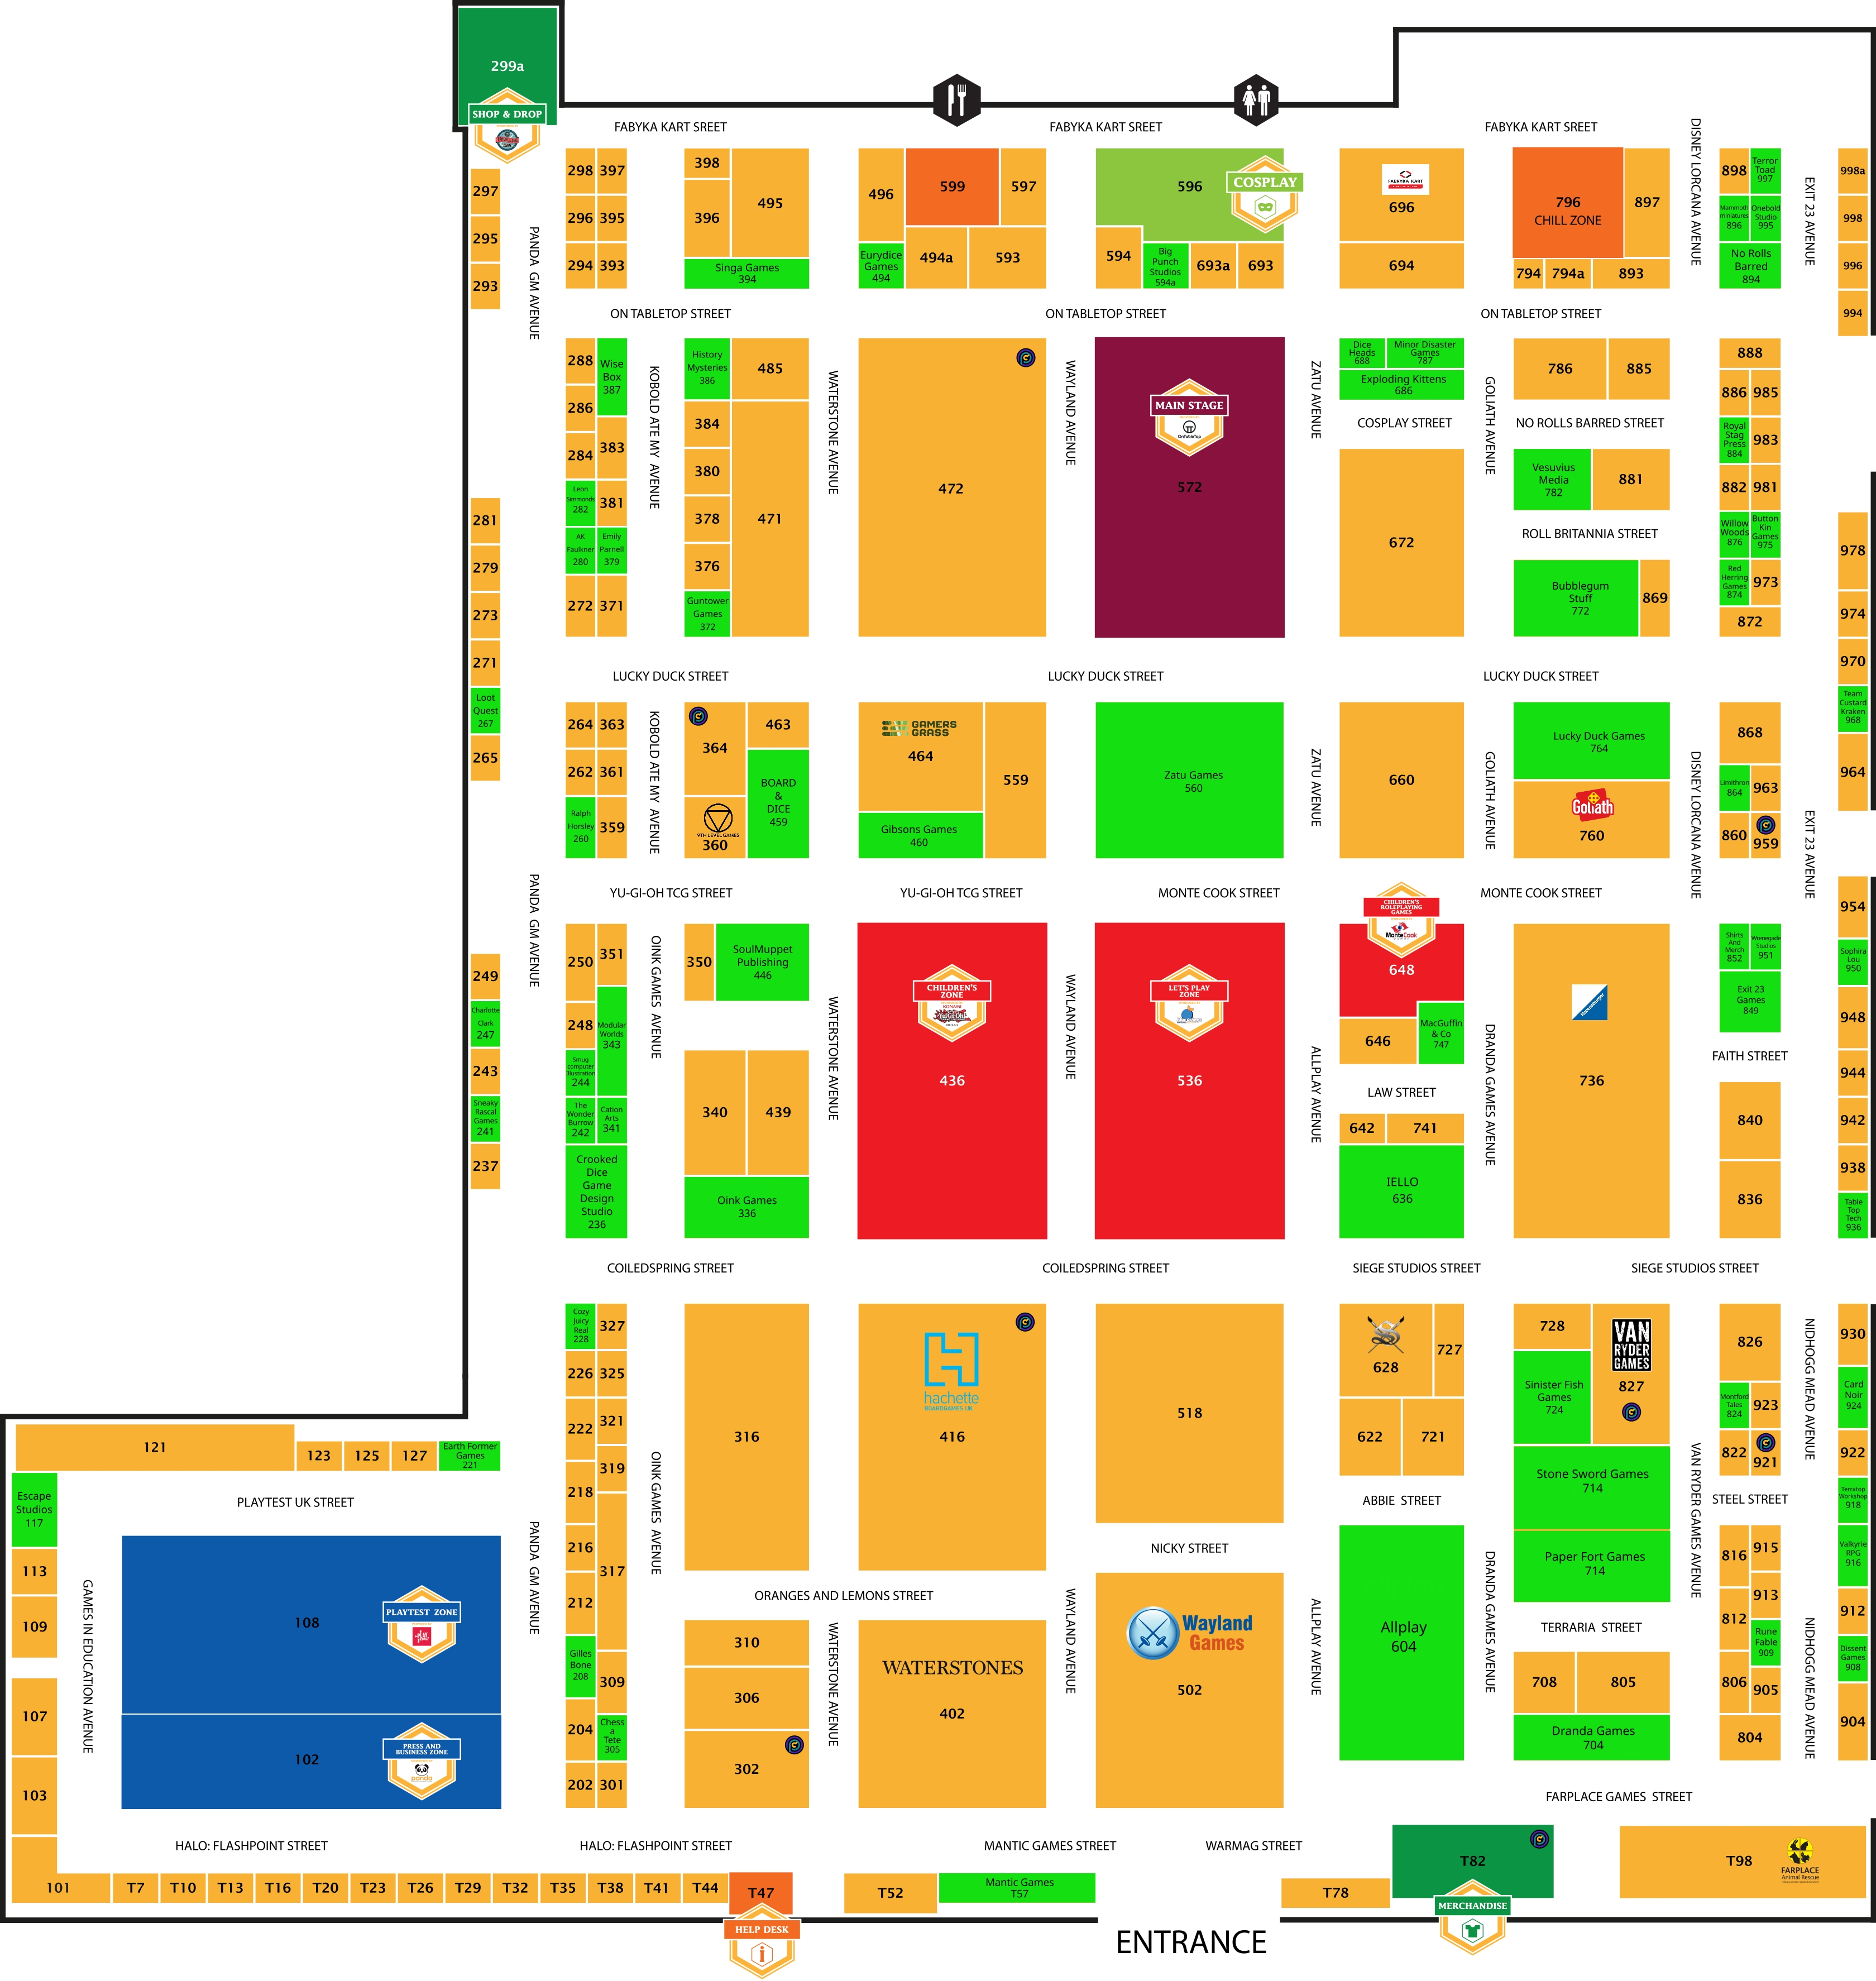 299a
SHOP & DROP
FABYKA KART SREET
FABYKA KART SREET
FABYKA KART SREET
DISNEY LORCANA AVENUE
EXIT 23 AVENUE
PANDA GM AVENUE
297
295
293
298
397
296
395
294
393
398
396
495
Singa Games
394
496
599
597
Eurydice
Games
494
494a
593
596
COSPLAY
594
Big
Punch
Studios
594a
693a
693
FABRYKA KART
696
694
796
CHILL ZONE
897
794
794a
893
898
Terror
Toad
997
Mammoth
miniatures
896
Onebold
Studio
995
No Rolls
Barred
894
998a
998
996
994
ON TABLETOP STREET
ON TABLETOP STREET
ON TABLETOP STREET
KOBOLD ATE MY AVENUE
WATERSTONE AVENUE
WAYLAND AVENUE
ZATU AVENUE
GOLIATH AVENUE
288
Wise
Box
387
286
284
383
Leon
Simmonds
282
381
AK
Faulkner
280
Emily
Parnell
379
272
371
281
279
273
271
Loot
Quest
267
265
History
Mysteries
386
485
384
380
378
376
Guntower
Games
372
471
472
MAIN STAGE
OnTableTop
572
Dice
Heads
688
Minor Disaster
Games
787
Exploding Kittens
686
COSPLAY STREET
672
786
885
NO ROLLS BARRED STREET
Vesuvius
Media
782
881
ROLL BRITANNIA STREET
Bubblegum
Stuff
772
869
888
886
985
Royal
Stag
Press
884
983
882
981
Willow
Woods
876
Button
Kin
Games
975
Red
Herring
Games
874
973
872
978
974
970
Team
Custard
Kraken
968
964
LUCKY DUCK STREET
LUCKY DUCK STREET
LUCKY DUCK STREET
KOBOLD ATE MY AVENUE
ZATU AVENUE
GOLIATH AVENUE
DISNEY LORCANA AVENUE
EXIT 23 AVENUE
264
363
262
361
Ralph
Horsley
260
359
364
463
BOARD
&
DICE
459
9TH LEVEL GAMES
360
GAMERS
GRASS
464
559
Gibsons Games
460
Zatu Games
560
660
Lucky Duck Games
764
Goliath
760
868
Limithron
864
963
860
959
YU-GI-OH TCG STREET
YU-GI-OH TCG STREET
MONTE COOK STREET
MONTE COOK STREET
PANDA GM AVENUE
OINK GAMES AVENUE
WATERSTONE AVENUE
WAYLAND AVENUE
ALLPLAY AVENUE
DRANDA GAMES AVENUE
249
Charlotte
Clark
247
243
Sneaky
Rascal
Games
241
237
250
351
248
Modular
Worlds
343
Smug
computer
Illustration
244
The
Wonder
Burrow
242
Cation
Arts
341
Crooked
Dice
Game
Design
Studio
236
350
SoulMuppet
Publishing
446
340
439
Oink Games
336
CHILDREN'S
ZONE
KONAMI
Yu-Gi-Oh!
436
LET'S PLAY
ZONE
536
CHILDREN'S
ROLEPLAYING
GAMES
MonteCook
648
646
MacGuffin
& Co
747
LAW STREET
642
741
IELLO
636
Ravensburger
736
Shirts
And
Merch
852
Wrenegade
Studios
951
Exit 23
Games
849
FAITH STREET
840
836
954
Sophira
Lou
950
948
944
942
938
Table
Top
Tech
936
COILEDSPRING STREET
COILEDSPRING STREET
SIEGE STUDIOS STREET
SIEGE STUDIOS STREET
Cozy
Juicy
Real
228
327
226
325
222
321
319
218
216
317
212
Gilles
Bone
208
309
204
Chess
a
Tete
305
202
301
PANDA GM AVENUE
OINK GAMES AVENUE
316
hachette
BOARDGAMES UK
416
518
NICKY STREET
ORANGES AND LEMONS STREET
310
306
302
WATERSTONE AVENUE
WATERSTONES
402
WAYLAND AVENUE
Wayland
Games
502
ALLPLAY AVENUE
628
727
622
721
ABBIE STREET
Allplay
604
DRANDA GAMES AVENUE
728
VAN
RYDER
GAMES
827
Sinister Fish
Games
724
Stone Sword Games
714
Paper Fort Games
714
TERRARIA STREET
708
805
Dranda Games
704
VAN RYDER GAMES AVENUE
826
Montford
Tales
824
923
822
921
STEEL STREET
816
915
913
812
Rune
Fable
909
806
905
804
NIDHOGG MEAD AVENUE
NIDHOGG MEAD AVENUE
930
Card
Noir
924
922
Terratop
Workshop
918
Valkyrie
RPG
916
912
Dissent
Games
908
904
121
123
125
127
Earth Former
Games
221
Escape
Studios
117
PLAYTEST UK STREET
113
109
107
103
GAMES IN EDUCATION AVENUE
108
PLAYTEST ZONE
102
PRESS AND
BUSINESS ZONE
panda
FARPLACE GAMES STREET
HALO: FLASHPOINT STREET
HALO: FLASHPOINT STREET
MANTIC GAMES STREET
WARMAG STREET
101
T7
T10
T13
T16
T20
T23
T26
T29
T32
T35
T38
T41
T44
T47
HELP DESK
T52
Mantic Games
T57
T78
T82
MERCHANDISE
T98
FARPLACE
Animal Rescue
ENTRANCE